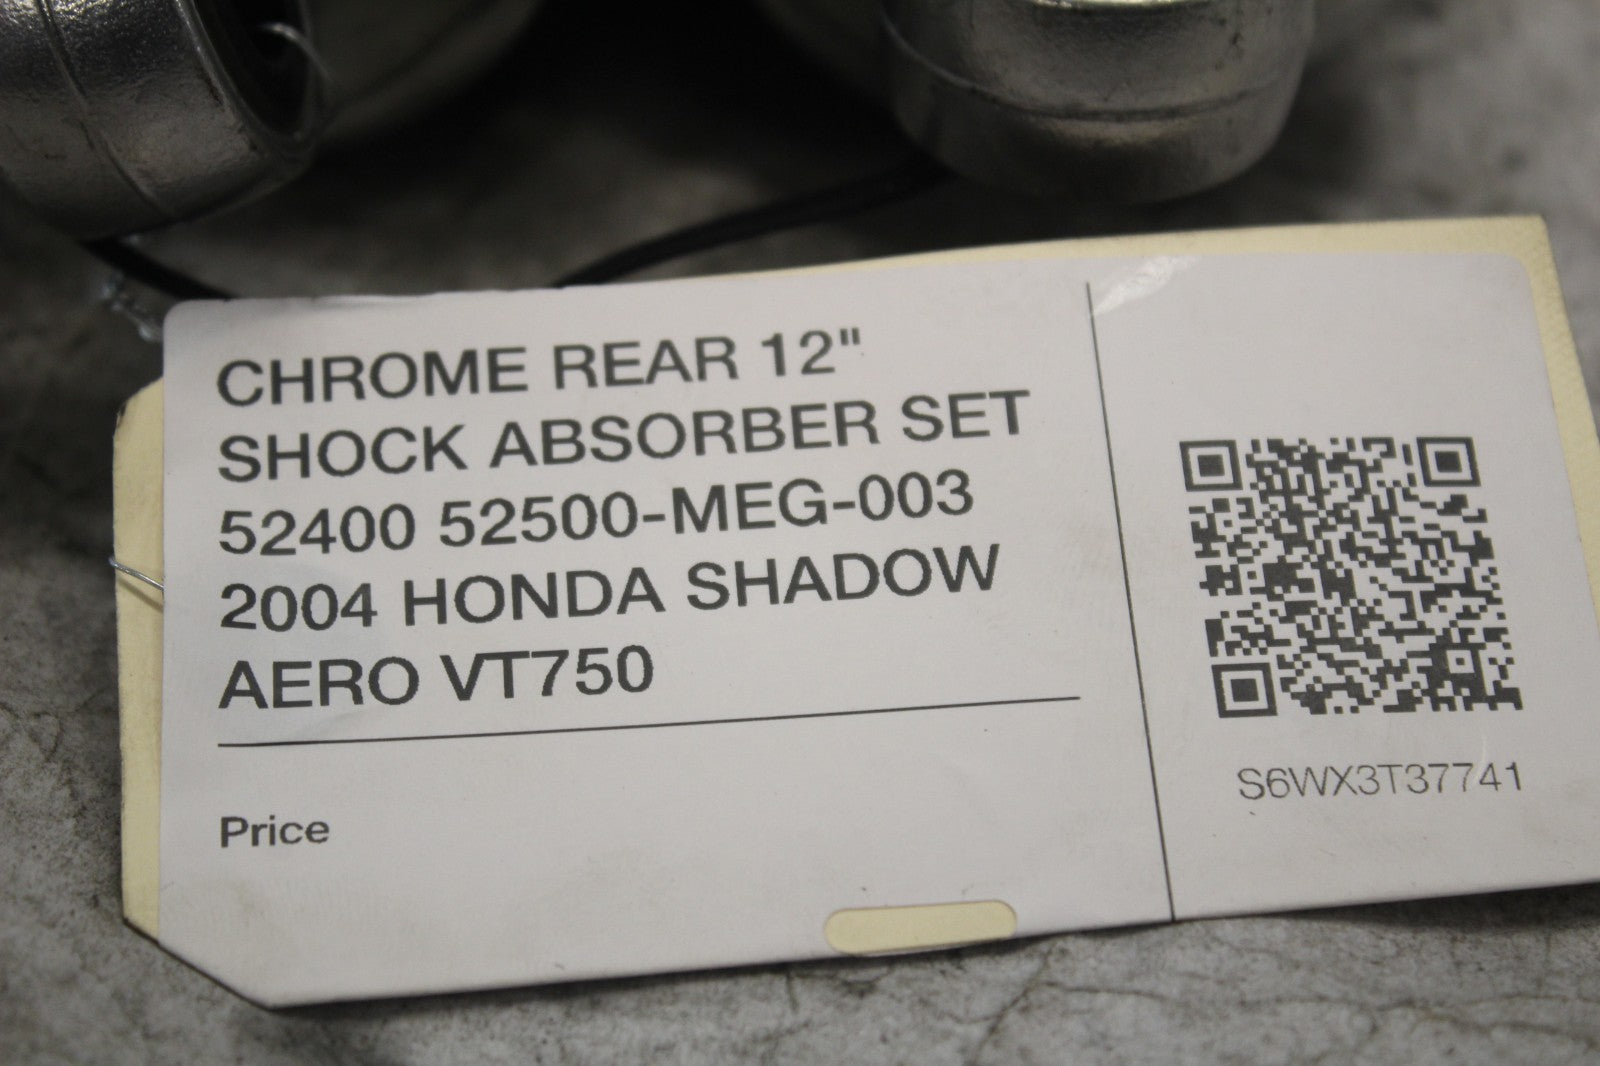 CHROME REAR 12"
SHOCK ABSORBER SET
52400 52500-MEG-003
2004 HONDA SHADOW
AERO VT750
Price
S6WX3T37741